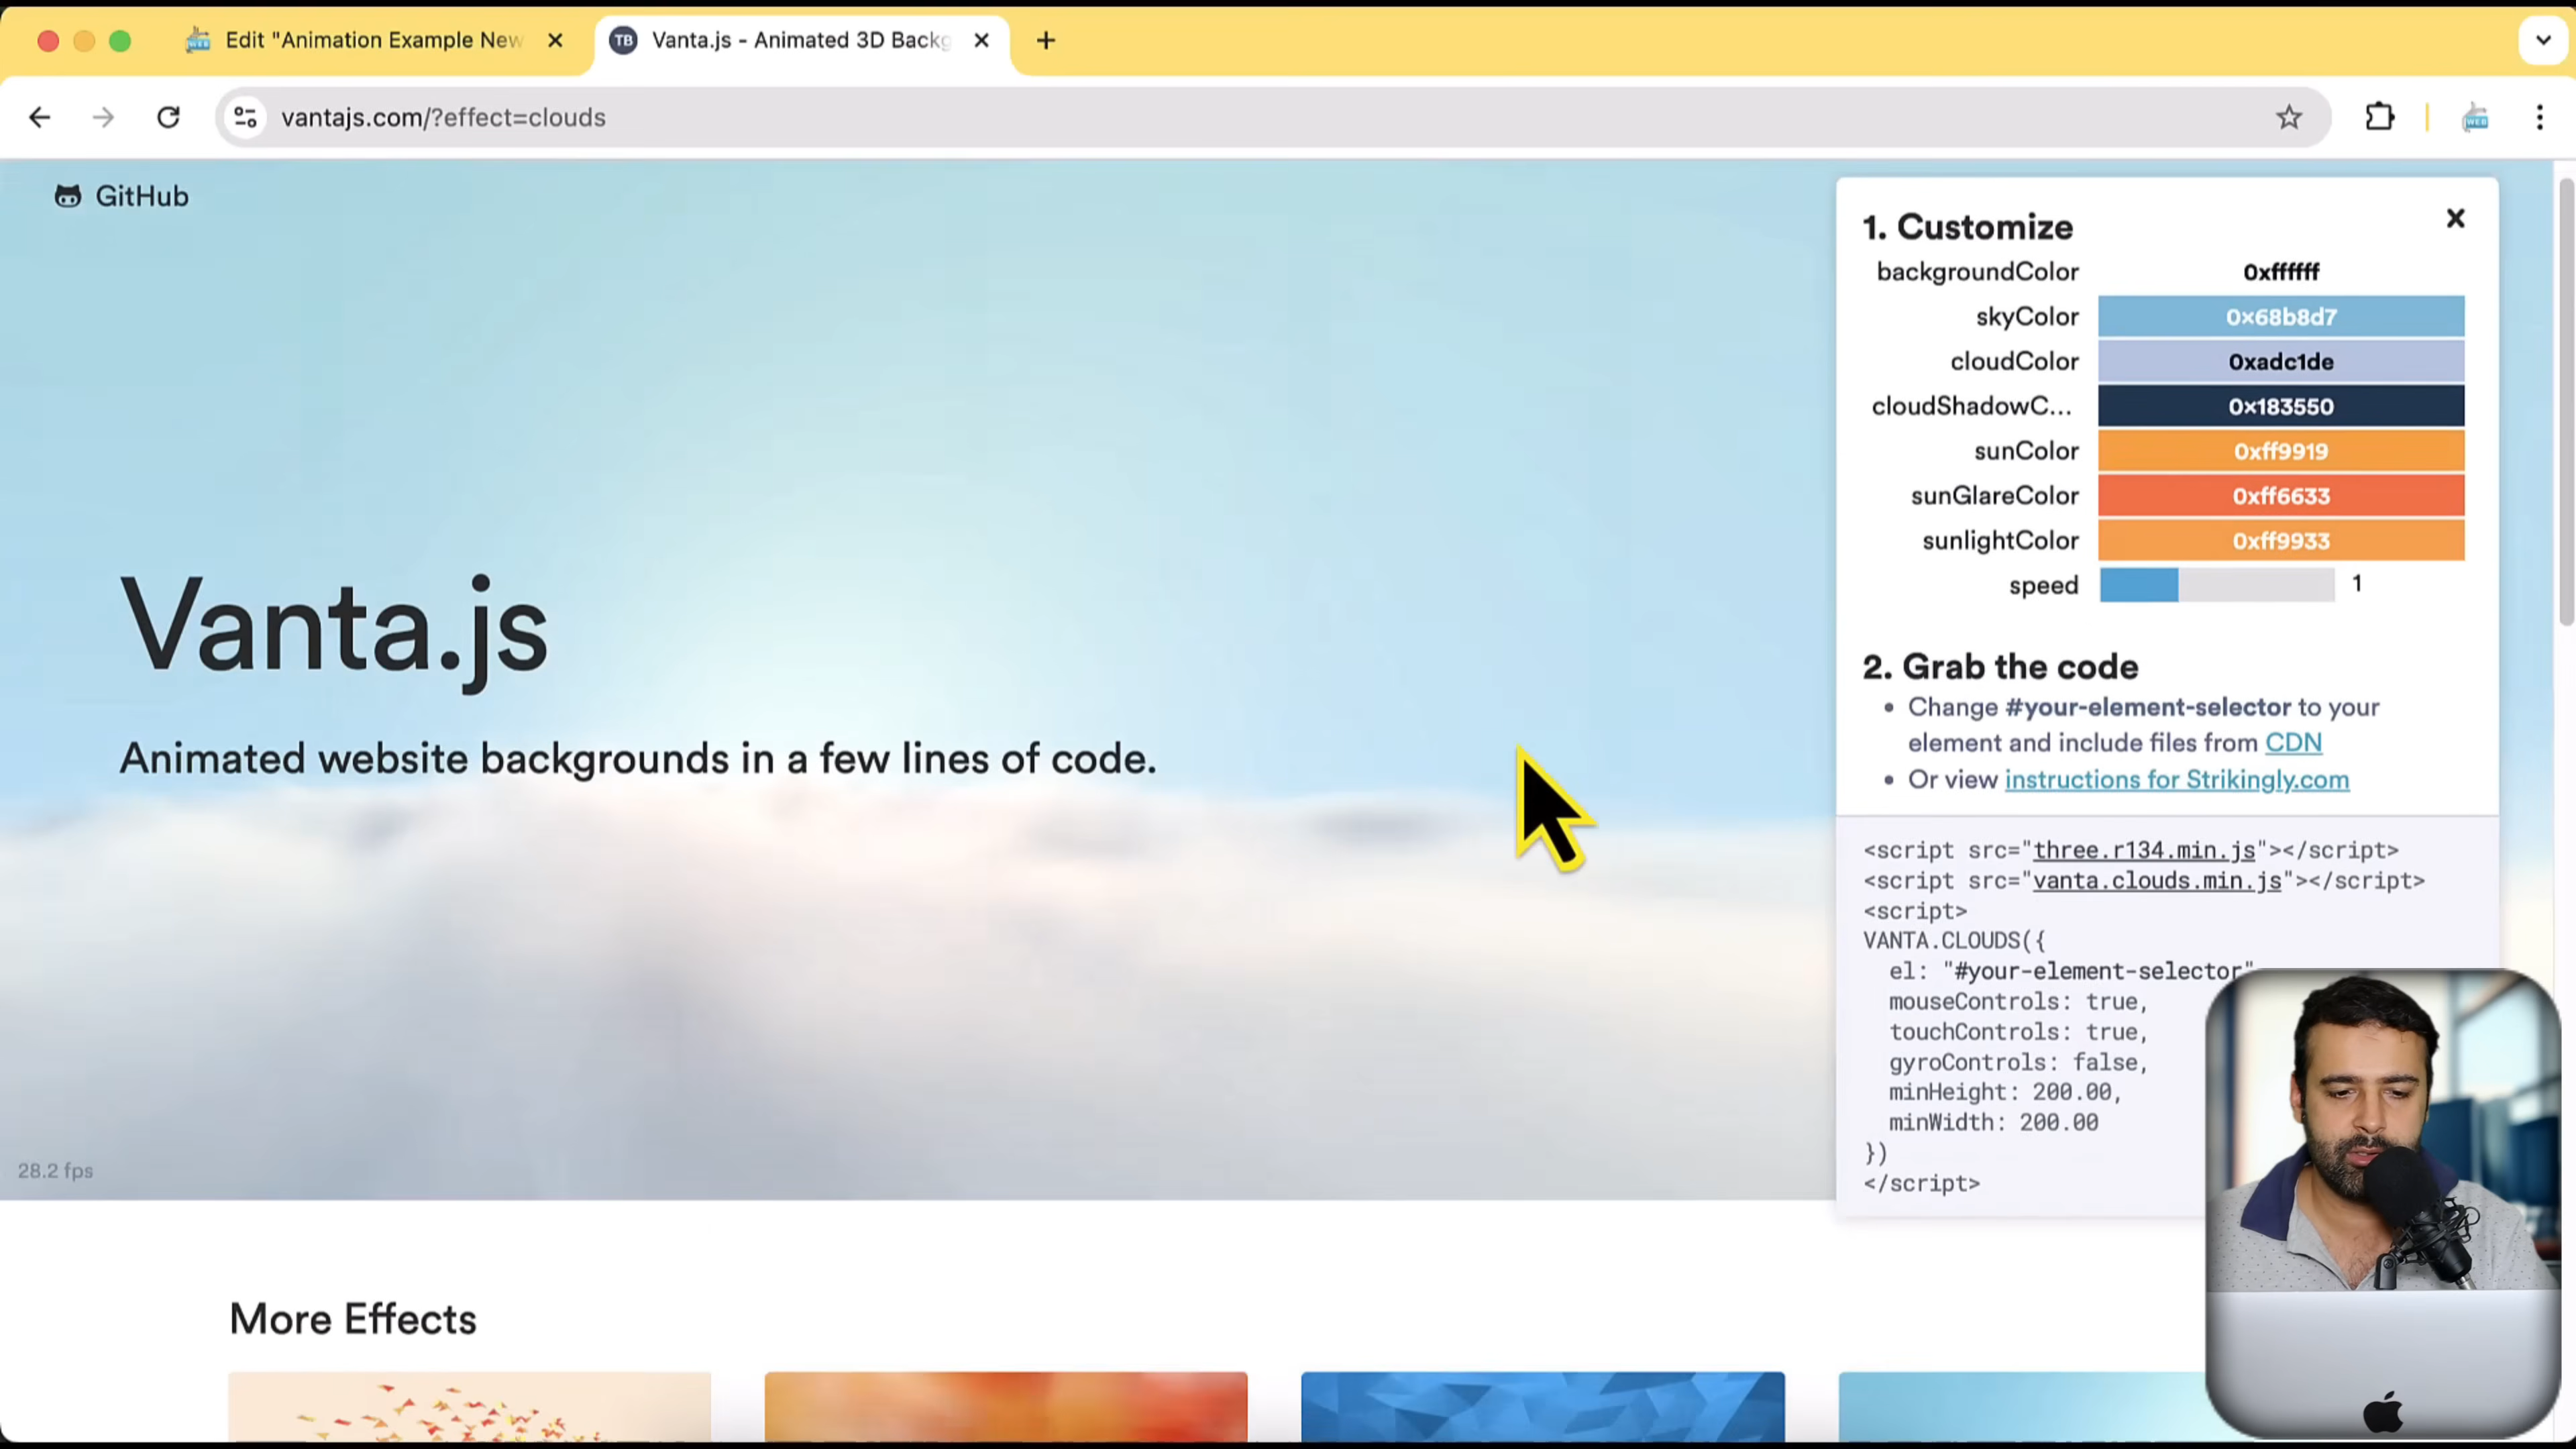 Edit "Animation Example New
TB Vanta.js - Animated 3D Backg
vantajs.com/?effect=clouds
WEB
GitHub
1. Customize
backgroundColor 0xffffff
skyColor 0x68b8d7
cloudColor 0xadc1de
cloudShadowC... 0x183550
sunColor 0xff9919
sunGlareColor 0xff6633
sunlightColor 0xff9933
speed 1
Vanta.js
Animated website backgrounds in a few lines of code.
2. Grab the code
• Change #your-element-selector to your
element and include files from CDN
• Or view instructions for Strikingly.com
<script src="three.r134.min.js"></script>
<script src="vanta.clouds.min.js"></script>
<script>
VANTA.CLOUDS({
el: "#your-element-selector"
mouseControls: true,
touchControls: true,
gyroControls: false,
minHeight: 200.00,
minWidth: 200.00
})
</script>
28.2 fps
More Effects